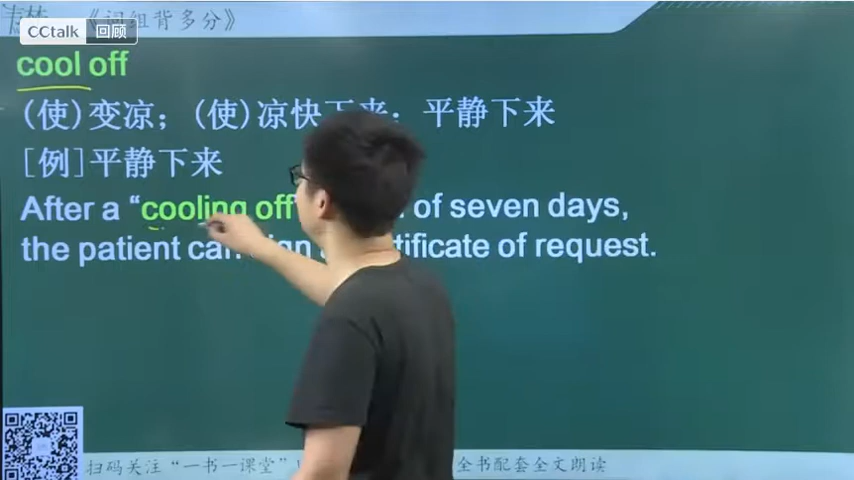 《词组背多分》
CCtalk 回顾
cool off
(使)变凉；(使)凉快下来；平静下来
[例]平静下来
After a “cooling off of seven days,
the patient can sign of request.
扫码关注“一书一课堂” 全书配套全文朗读